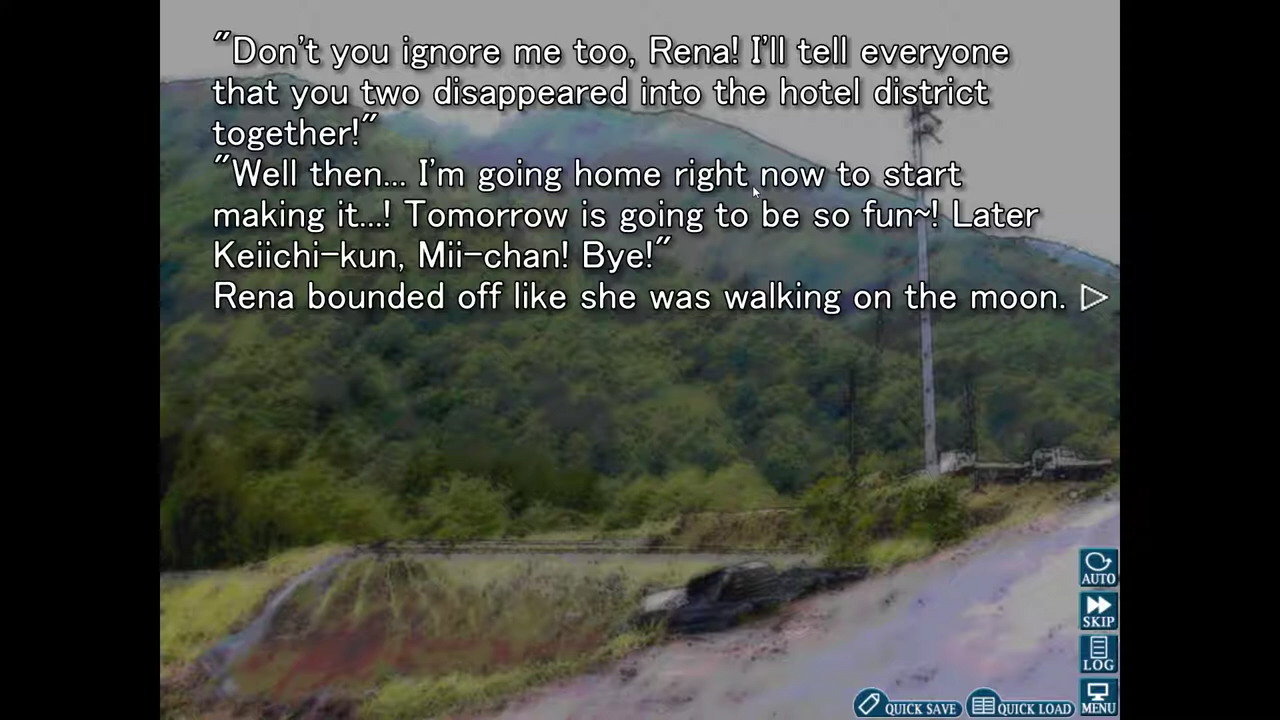 "Don't you ignore me too, Rena! I'll tell everyone
that you two disappeared into the hotel district
together!"
"Well then... I'm going home right now to start
making it...! Tomorrow is going to be so fun~! Later
Keiichi-kun, Mii-chan! Bye!"
Rena bounded off like she was walking on the moon.
AUTO
SKIP
LOG
QUICK SAVE
QUICK LOAD
MENU